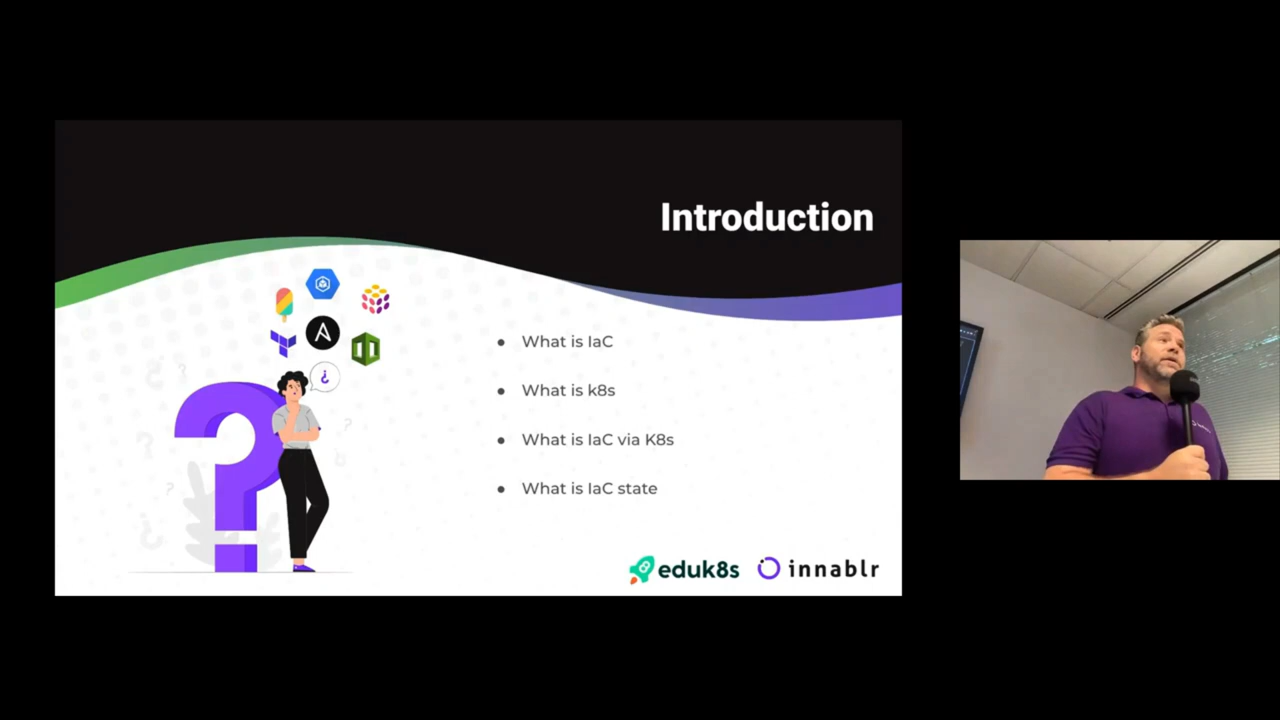 Introduction
What is IaC
What is k8s
What is IaC via K8s
What is IaC state
eduk8s
innablr